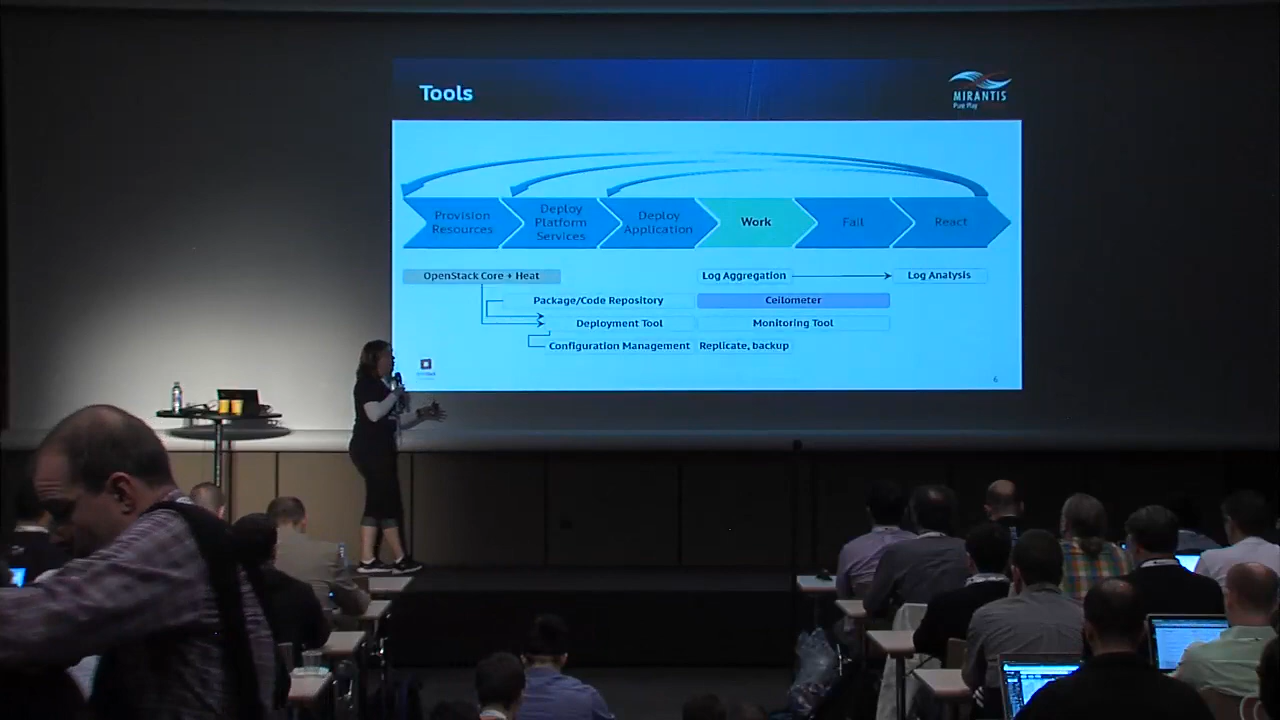 Tools
MIRANTIS
Pure Play
Provision
Resources
Deploy
Platform
Services
Deploy
Application
Work
Fail
React
OpenStack Core + Heat
Log Aggregation
Log Analysis
Package/Code Repository
Ceilometer
Deployment Tool
Monitoring Tool
Configuration Management
Replicate, backup
6